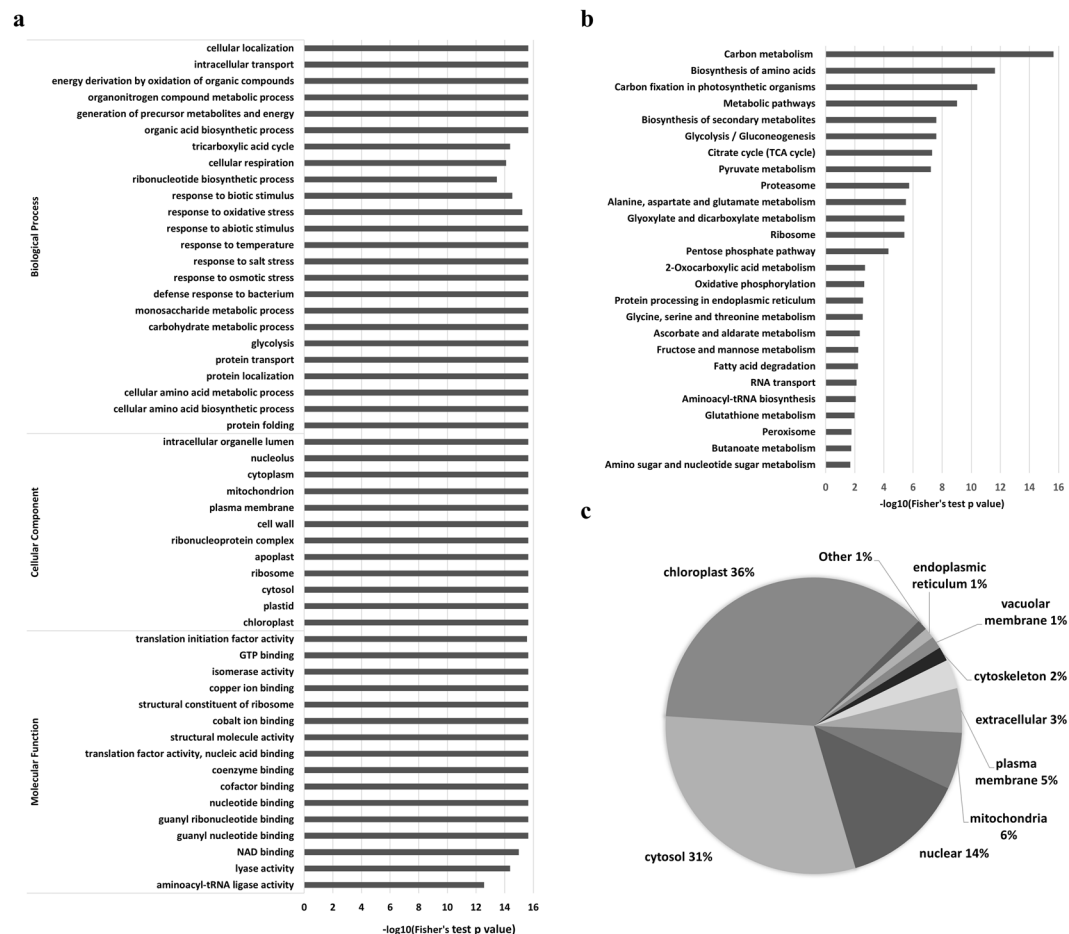 a
Biological Process
cellular localization
intracellular transport
energy derivation by oxidation of organic compounds
organonitrogen compound metabolic process
generation of precursor metabolites and energy
organic acid biosynthetic process
tricarboxylic acid cycle
cellular respiration
ribonucleotide biosynthetic process
response to biotic stimulus
response to oxidative stress
response to abiotic stimulus
response to temperature
response to salt stress
response to osmotic stress
defense response to bacterium
monosaccharide metabolic process
carbohydrate metabolic process
glycolysis
protein transport
protein localization
cellular amino acid metabolic process
cellular amino acid biosynthetic process
protein folding
Cellular Component
intracellular organelle lumen
nucleolus
cytoplasm
mitochondrion
plasma membrane
cell wall
ribonucleoprotein complex
apoplast
ribosome
cytosol
plastid
chloroplast
Molecular Function
translation initiation factor activity
GTP binding
isomerase activity
copper ion binding
structural constituent of ribosome
cobalt ion binding
structural molecule activity
translation factor activity, nucleic acid binding
coenzyme binding
cofactor binding
nucleotide binding
guanyl ribonucleotide binding
guanyl nucleotide binding
NAD binding
lyase activity
aminoacyl-tRNA ligase activity
0 2 4 6 8 10 12 14 16
-log10(Fisher's test p value)
b
Carbon metabolism
Biosynthesis of amino acids
Carbon fixation in photosynthetic organisms
Metabolic pathways
Biosynthesis of secondary metabolites
Glycolysis / Gluconeogenesis
Citrate cycle (TCA cycle)
Pyruvate metabolism
Proteasome
Alanine, aspartate and glutamate metabolism
Glyoxylate and dicarboxylate metabolism
Ribosome
Pentose phosphate pathway
2-Oxocarboxylic acid metabolism
Oxidative phosphorylation
Protein processing in endoplasmic reticulum
Glycine, serine and threonine metabolism
Ascorbate and aldarate metabolism
Fructose and mannose metabolism
Fatty acid degradation
RNA transport
Aminoacyl-tRNA biosynthesis
Glutathione metabolism
Peroxisome
Butanoate metabolism
Amino sugar and nucleotide sugar metabolism
0 2 4 6 8 10 12 14 16
-log10(Fisher's test p value)
c
Other 1%
chloroplast 36%
endoplasmic
reticulum 1%
vacuolar
membrane 1%
cytoskeleton 2%
extracellular 3%
plasma
membrane 5%
mitochondria
6%
nuclear 14%
cytosol 31%